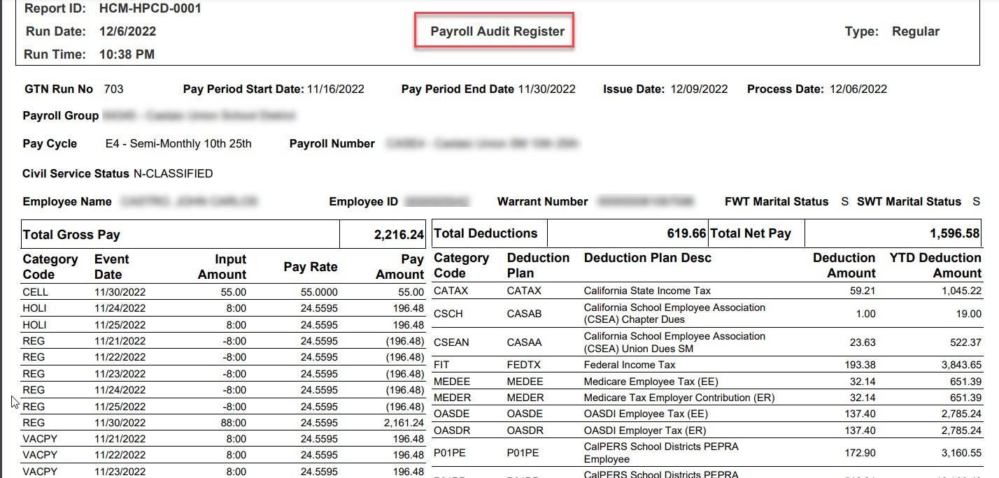 Report ID: HCM-HPCD-0001
Run Date: 12/6/2022 Payroll Audit Register Type: Regular
Run Time: 10:38 PM
GTN Run No 703 Pay Period Start Date: 11/16/2022 Pay Period End Date 11/30/2022 Issue Date: 12/09/2022 Process Date: 12/06/2022
Payroll Group
Pay Cycle E4 - Semi-Monthly 10th 25th Payroll Number
Civil Service Status N-CLASSIFIED
Employee Name Employee ID Warrant Number FWT Marital Status S SWT Marital Status S
Total Gross Pay 2,216.24
Category Code Event Date Input Amount Pay Rate Pay Amount
CELL 11/30/2022 55.00 55.0000 55.00
HOLI 11/24/2022 8:00 24.5595 196.48
HOLI 11/25/2022 8:00 24.5595 196.48
REG 11/21/2022 -8:00 24.5595 (196.48)
REG 11/22/2022 -8:00 24.5595 (196.48)
REG 11/23/2022 -8:00 24.5595 (196.48)
REG 11/24/2022 -8:00 24.5595 (196.48)
REG 11/25/2022 -8:00 24.5595 (196.48)
REG 11/30/2022 88:00 24.5595 2,161.24
VACPY 11/21/2022 8:00 24.5595 196.48
VACPY 11/22/2022 8:00 24.5595 196.48
VACPY 11/23/2022 8:00 24.5595 196.48
Total Deductions 619.66 Total Net Pay 1,596.58
Category Code Deduction Plan Deduction Plan Desc Deduction Amount YTD Deduction Amount
CATAX CATAX California State Income Tax 59.21 1,045.22
CSCH CASAB California School Employee Association
(CSEA) Chapter Dues 1.00 19.00
CSEAN CASAA California School Employee Association
(CSEA) Union Dues SM 23.63 522.37
FIT FEDTX Federal Income Tax 193.38 3,843.65
MEDEE MEDEE Medicare Employee Tax (EE) 32.14 651.39
MEDER MEDER Medicare Tax Employer Contribution (ER) 32.14 651.39
OASDE OASDE OASDI Employee Tax (EE) 137.40 2,785.24
OASDR OASDR OASDI Employer Tax (ER) 137.40 2,785.24
P01PE P01PE CalPERS School Districts PEPRA
Employee 172.90 3,160.55
CalPERS School Districts PEPRA